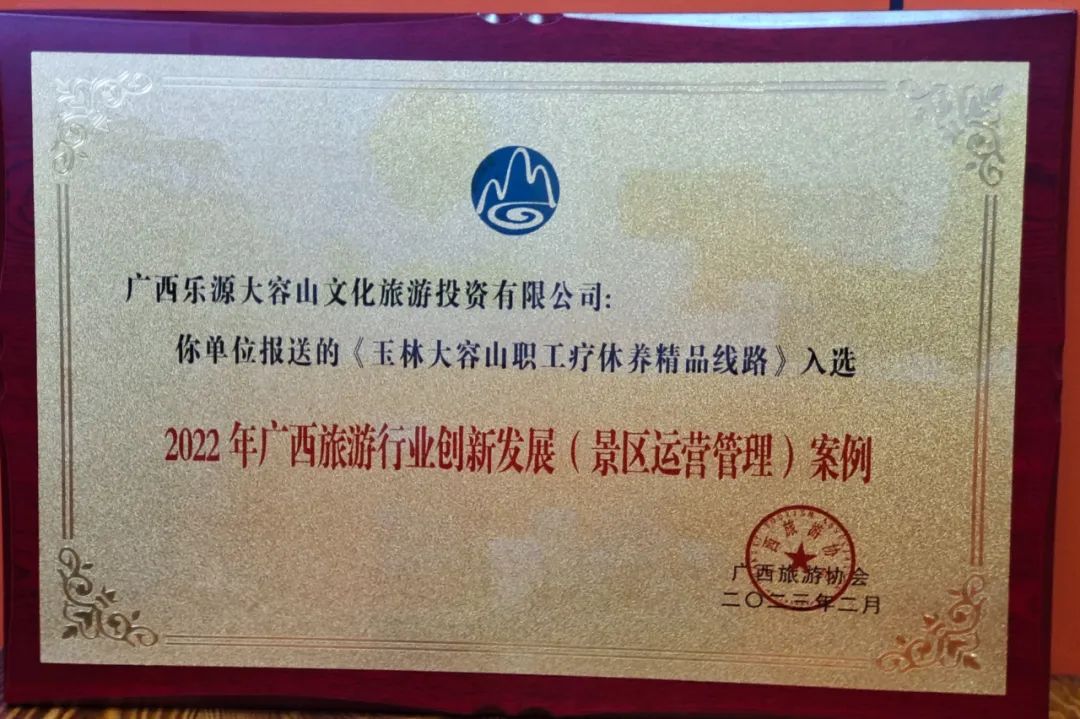 广西乐源大容山文化旅游投资有限公司:
你单位报送的《玉林大容山职工疗休养精品线路》入选
2022年广西旅游行业创新发展（景区运营管理）案例
广西旅游协会
二〇二三年二月